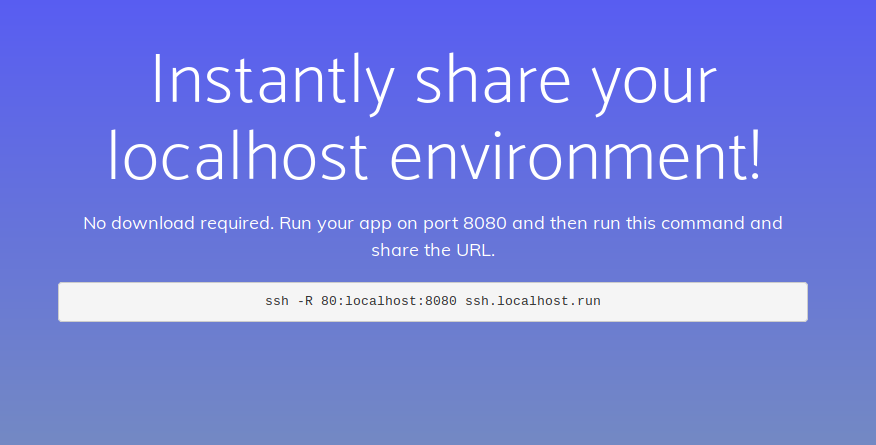 Instantly share your
localhost environment!
No download required. Run your app on port 8080 and then run this command and
share the URL.
ssh -R 80:localhost:8080 ssh.localhost.run